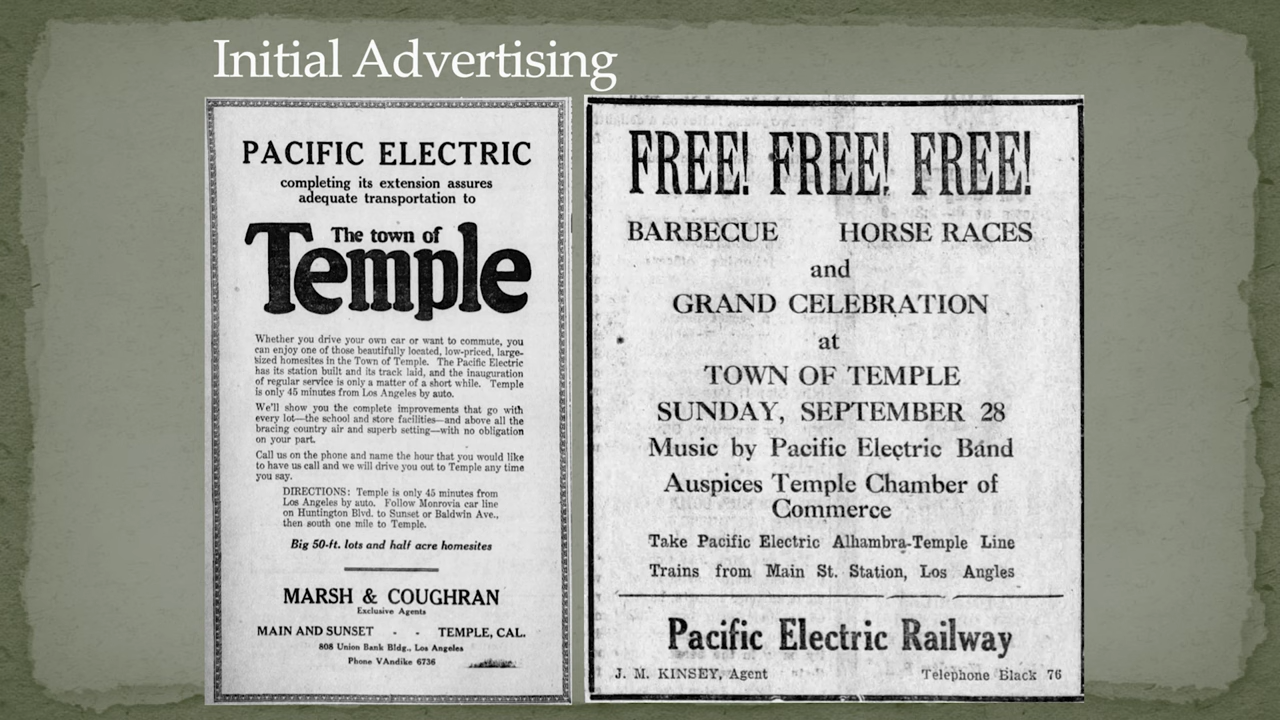 Initial Advertising
PACIFIC ELECTRIC
completing its extension assures
adequate transportation to
The town of
Temple
Whether you drive your own car or want to commute, you
can enjoy one of those beautifully located, low-priced, large-
sized homesites in the Town of Temple. The Pacific Electric
has its station built and its track laid, and the inauguration
of regular service is only a matter of a short while. Temple
is only 45 minutes from Los Angeles by auto.
We'll show you the complete improvements that go with
every lot—the school and store facilities—and above all the
bracing country air and superb setting—with no obligation
on your part.
Call us on the phone and name the hour that you would like
to have us call and we will drive you out to Temple any time
you say.
DIRECTIONS: Temple is only 45 minutes from
Los Angeles by auto. Follow Monrovia car line
on Huntington Blvd. to Sunset or Baldwin Ave.,
then south one mile to Temple.
Big 50-ft. lots and half acre homesites
MARSH & COUGHRAN
Exclusive Agents
MAIN AND SUNSET - - TEMPLE, CAL.
808 Union Bank Bldg., Los Angeles
Phone VAndike 6736
FREE! FREE! FREE!
BARBECUE HORSE RACES
and
GRAND CELEBRATION
at
TOWN OF TEMPLE
SUNDAY, SEPTEMBER 28
Music by Pacific Electric Band
Auspices Temple Chamber of
Commerce
Take Pacific Electric Alhambra-Temple Line
Trains from Main St. Station, Los Angles
Pacific Electric Railway
J. M. KINSEY, Agent Telephone Black 76